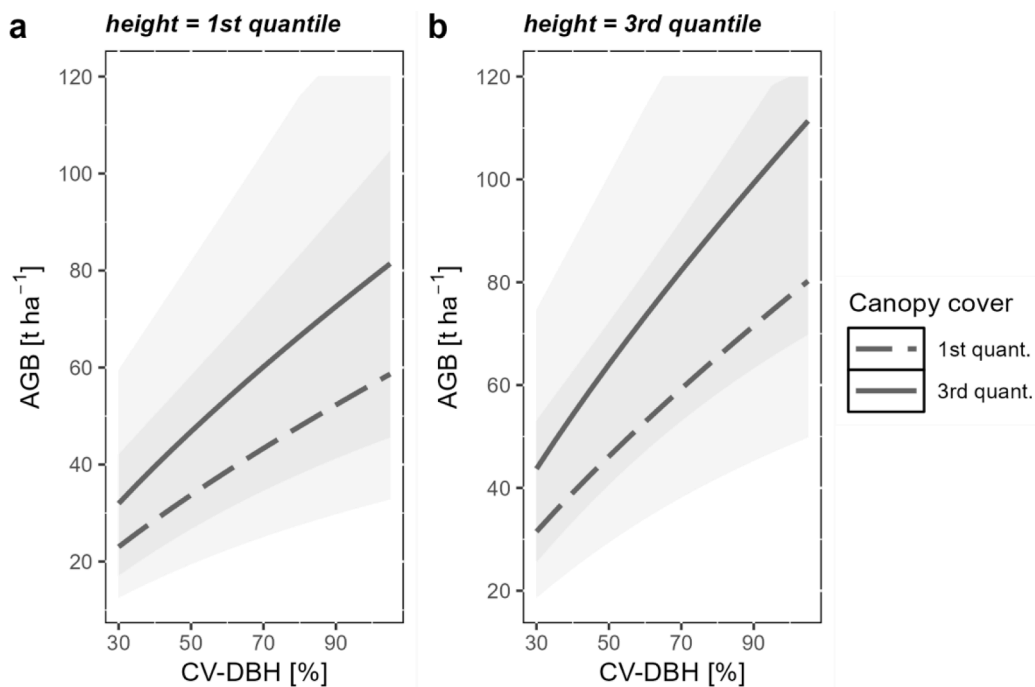 a height = 1st quantile
b height = 3rd quantile
120
100
80
60
40
20
AGB [t ha⁻¹]
30 50 70 90
CV-DBH [%]
120
100
80
60
40
20
AGB [t ha⁻¹]
30 50 70 90
CV-DBH [%]
Canopy cover
1st quant.
3rd quant.